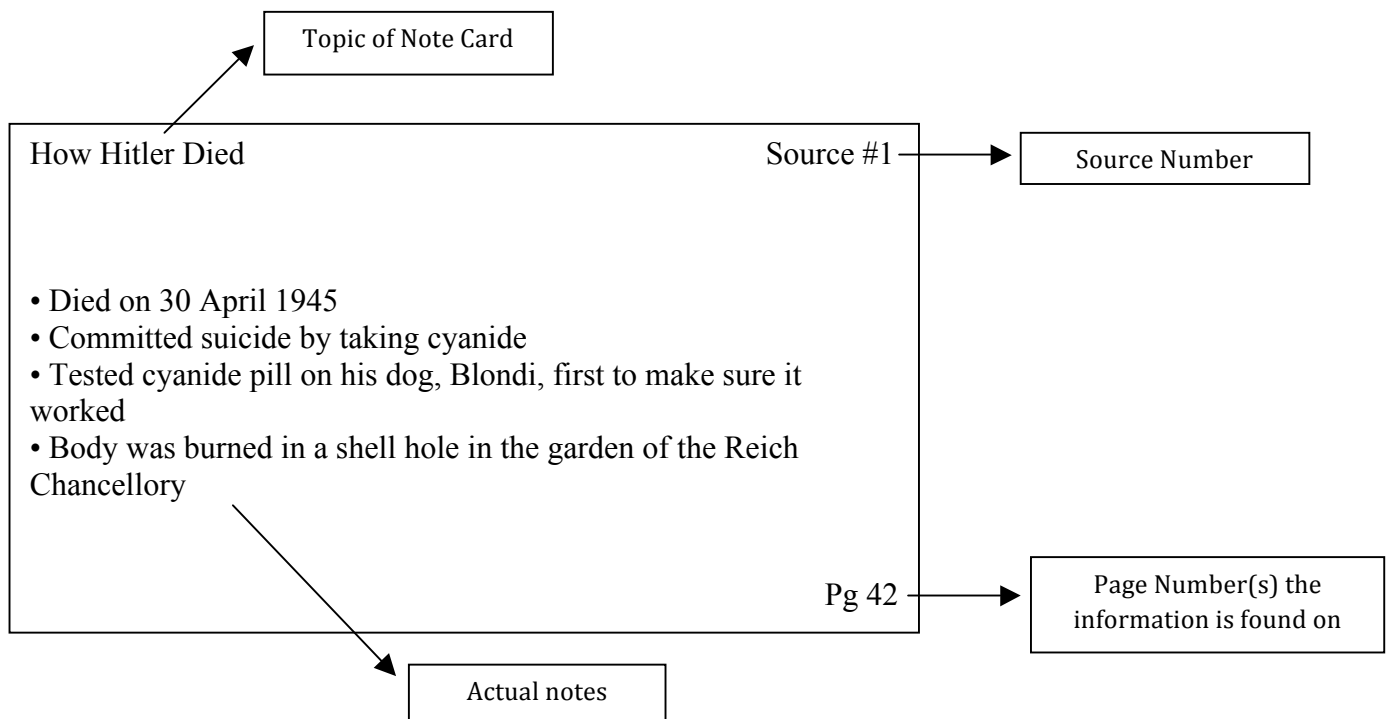 Topic of Note Card
How Hitler Died
Source #1
Source Number
• Died on 30 April 1945
• Committed suicide by taking cyanide
• Tested cyanide pill on his dog, Blondi, first to make sure it
worked
• Body was burned in a shell hole in the garden of the Reich
Chancellory
Pg 42
Page Number(s) the
information is found on
Actual notes